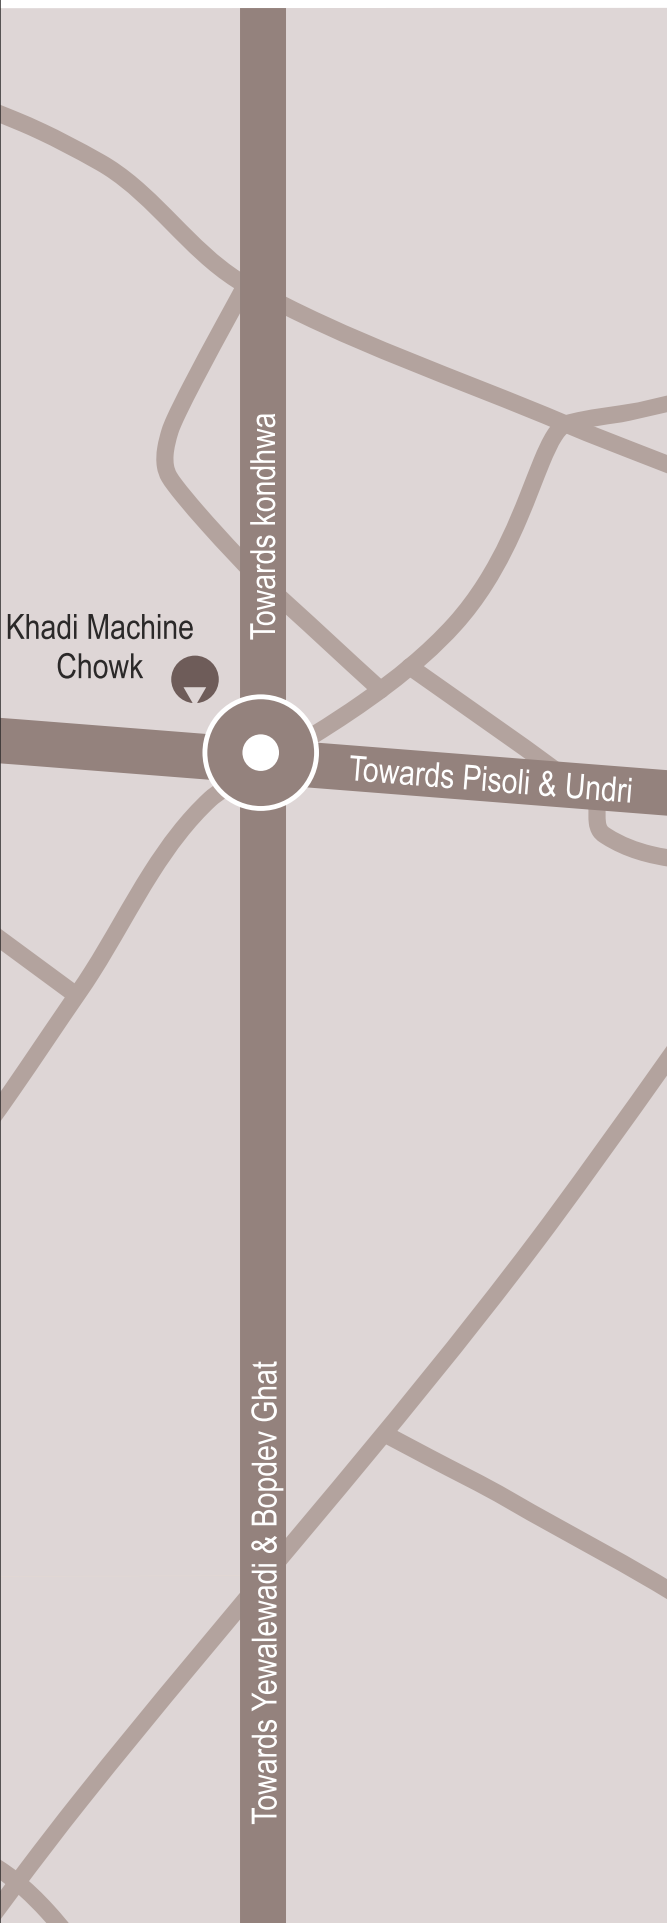 Towards kondhwa
Khadi Machine
Chowk
Towards Pisoli & Undri
Towards Yewalewadi & Bopdev Ghat